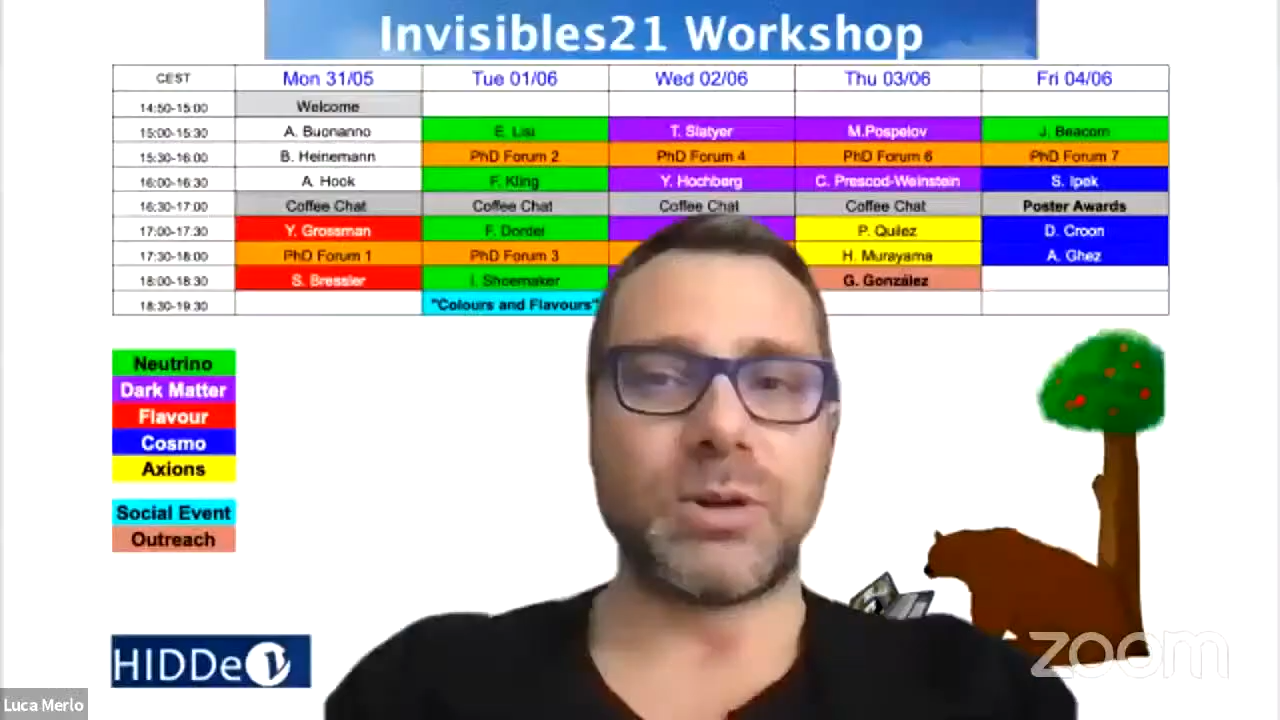 Invisibles21 Workshop
CEST Mon 31/05 Tue 01/06 Wed 02/06 Thu 03/06 Fri 04/06
14:50-15:00 Welcome
15:00-15:30 A. Buonanno E. Lisi T. Slatyer M.Pospelov J. Beacom
15:30-16:00 B. Heinemann PhD Forum 2 PhD Forum 4 PhD Forum 6 PhD Forum 7
16:00-16:30 A. Hook F. Kling Y. Hochberg C. Prescod-Weinstein S. Ipek
16:30-17:00 Coffee Chat Coffee Chat Coffee Chat Coffee Chat Poster Awards
17:00-17:30 Y. Grossman F. Dordei P. Quilez D. Croon
17:30-18:00 PhD Forum 1 PhD Forum 3 H. Murayama A. Ghez
18:00-18:30 S. Bressler I. Shoemaker G. González
18:30-19:30 "Colours and Flavours"
Neutrino
Dark Matter
Flavour
Cosmo
Axions
Social Event
Outreach
HIDDeν
zoom
Luca Merlo